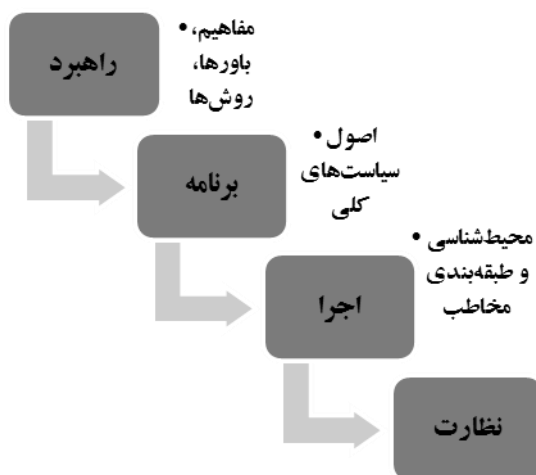 راهبرد
• مفاهیم،
باورها،
روش‌ها
برنامه
• اصول
سیاست‌های
کلی
اجرا
• محیط‌شناسی
و طبقه‌بندی
مخاطب
نظارت